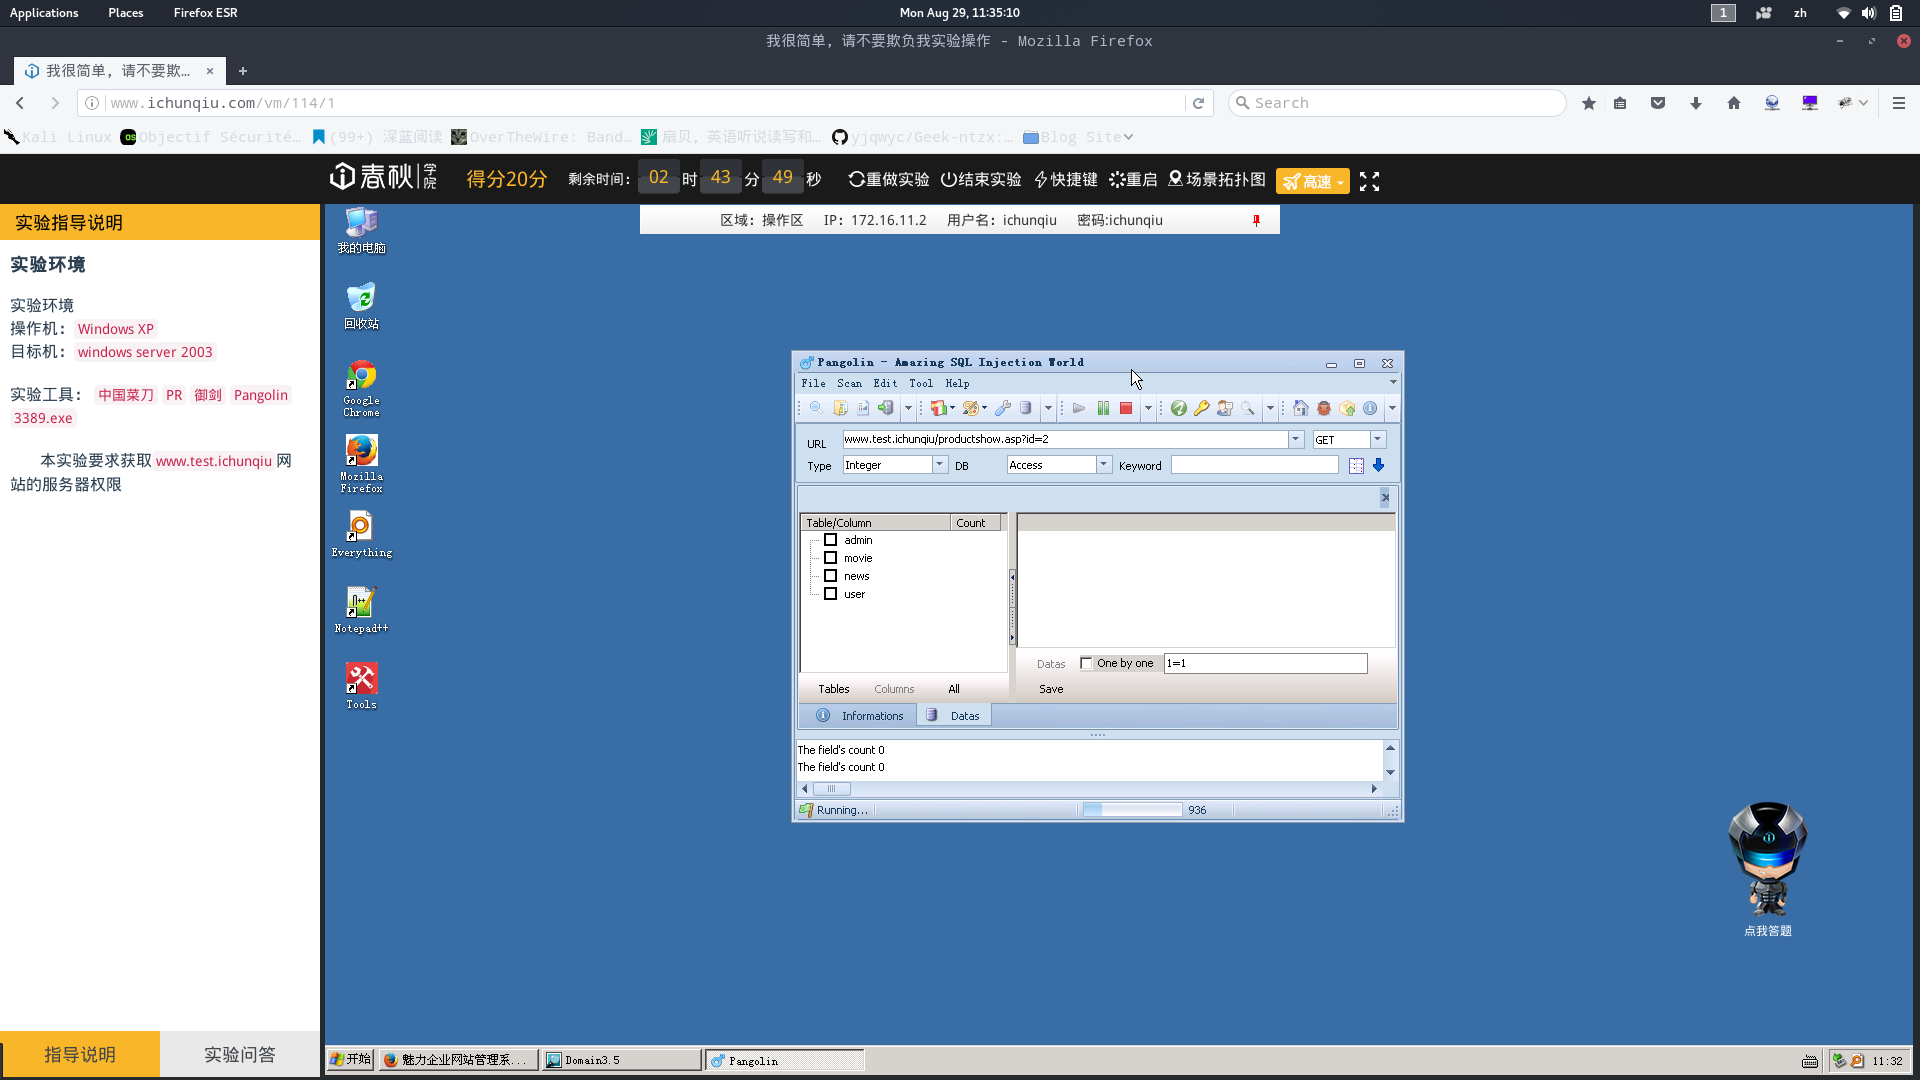 Applications Places Firefox ESR Mon Aug 29, 11:35:10 1 zh
我很简单，请不要欺负我实验操作 - Mozilla Firefox
我很简单，请不要欺... × +
www.ichunqiu.com/vm/114/1 Search
Kali Linux Objectif Sécurité... (99+) 深蓝阅读 OverTheWire: Band... 扇贝，英语听说读写和... yjqwyc/Geek-ntzx:... Blog Site
春秋 学院 得分20分 剩余时间： 02 时 43 分 49 秒 重做实验 结束实验 快捷键 重启 场景拓扑图 高速
实验指导说明
区域：操作区 IP：172.16.11.2 用户名：ichunqiu 密码:ichunqiu
实验环境
实验环境
操作机： Windows XP
目标机： windows server 2003
实验工具： 中国菜刀 PR 御剑 Pangolin
3389.exe
本实验要求获取 www.test.ichunqiu 网
站的服务器权限
我的电脑
回收站
Google
Chrome
Mozilla
Firefox
Everything
Notepad++
Tools
Pangolin - Amazing SQL Injection World
File Scan Edit Tool Help
URL www.test.ichunqiu/productshow.asp?id=2 GET
Type Integer DB Access Keyword
Table/Column Count
admin
movie
news
user
Datas One by one 1=1
Tables Columns All Save
Informations Datas
The field's count 0
The field's count 0
Running... 936
点我答题
指导说明 实验问答
开始 魅力企业网站管理系... Domain3.5 Pangolin 11:32